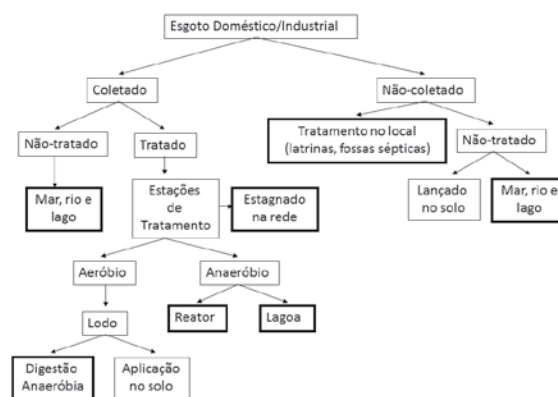 Esgoto Doméstico/Industrial
Coletado
Não-coletado
Não-tratado
Tratado
Tratamento no local
(latrinas, fossas sépticas)
Não-tratado
Mar, rio e
lago
Estações
de
Tratamento
Estagnado
na rede
Lançado
no solo
Mar, rio e
lago
Aeróbio
Anaeróbio
Lodo
Reator
Lagoa
Digestão
Anaeróbia
Aplicação
no solo